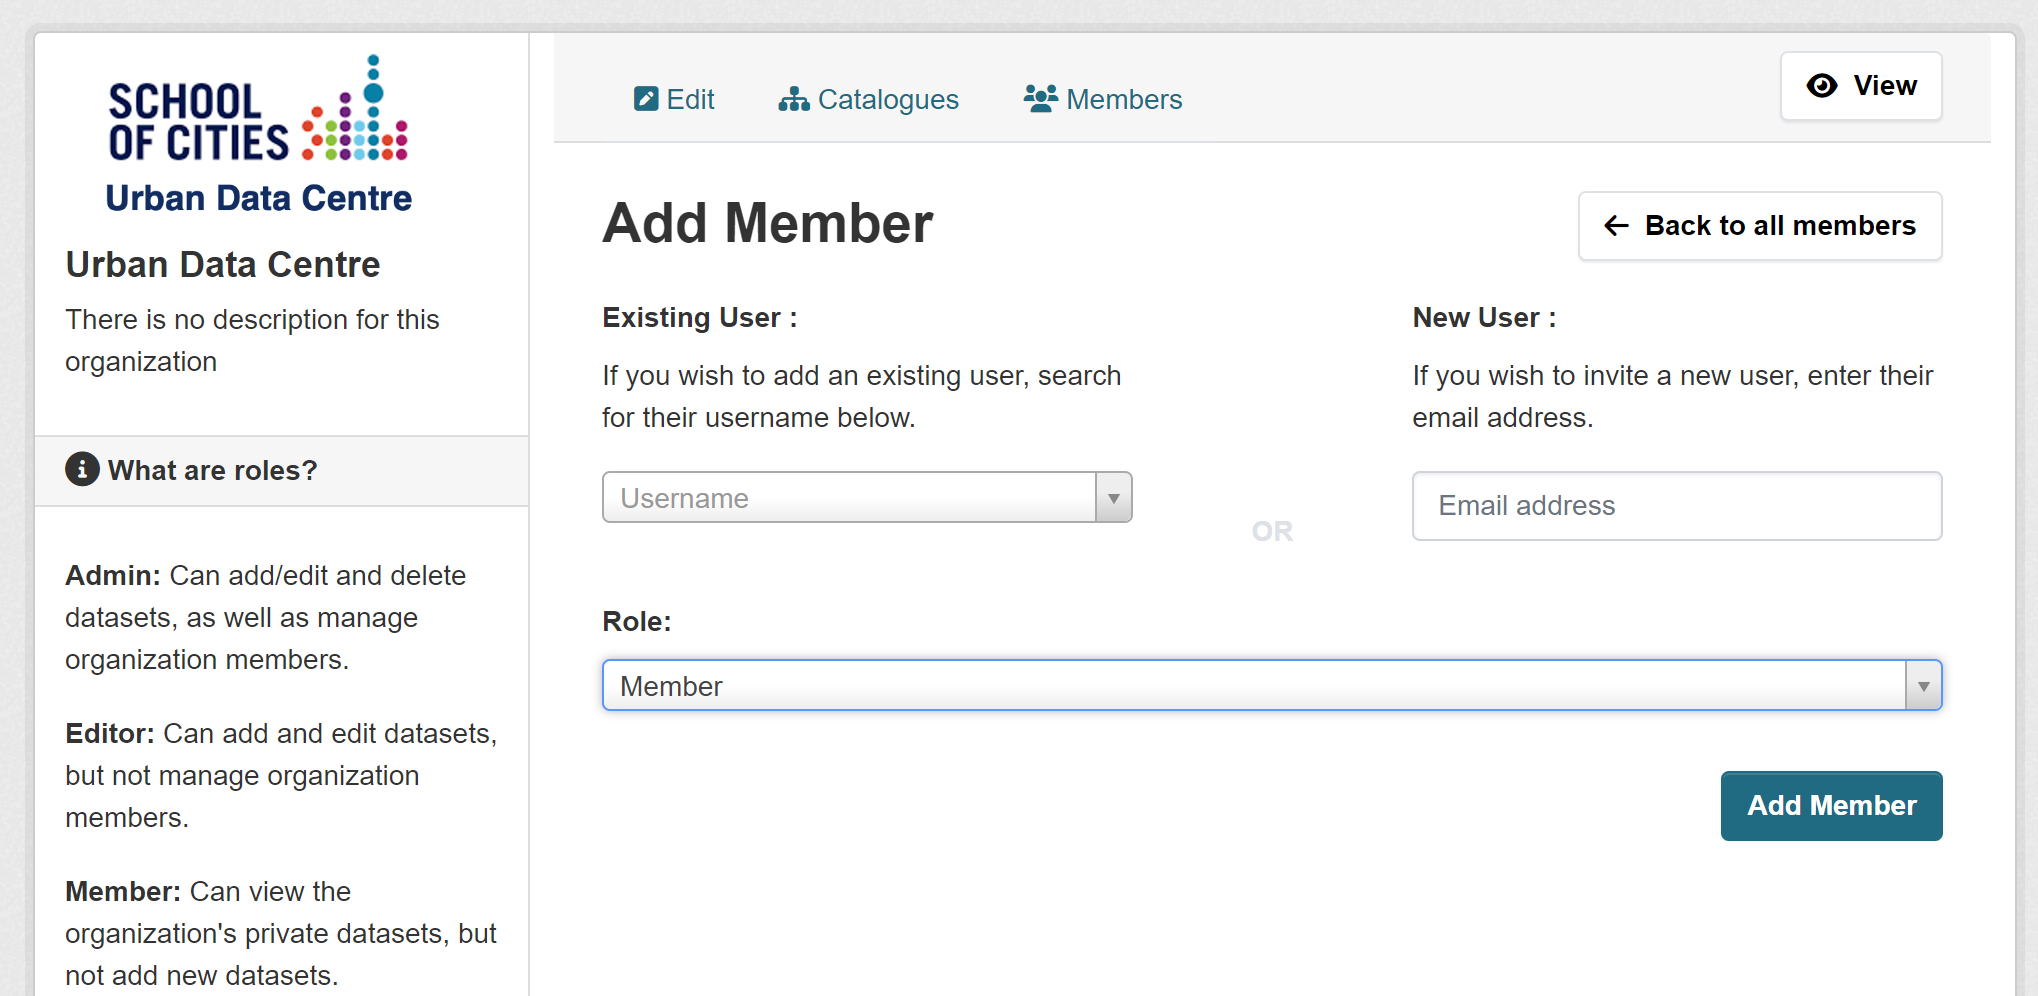 SCHOOL
OF CITIES
Urban Data Centre
Urban Data Centre
There is no description for this
organization
What are roles?
Admin: Can add/edit and delete
datasets, as well as manage
organization members.
Editor: Can add and edit datasets,
but not manage organization
members.
Member: Can view the
organization's private datasets, but
not add new datasets.
Edit
Catalogues
Members
View
Add Member
Back to all members
Existing User :
If you wish to add an existing user, search
for their username below.
Username
OR
New User :
If you wish to invite a new user, enter their
email address.
Email address
Role:
Member
Add Member